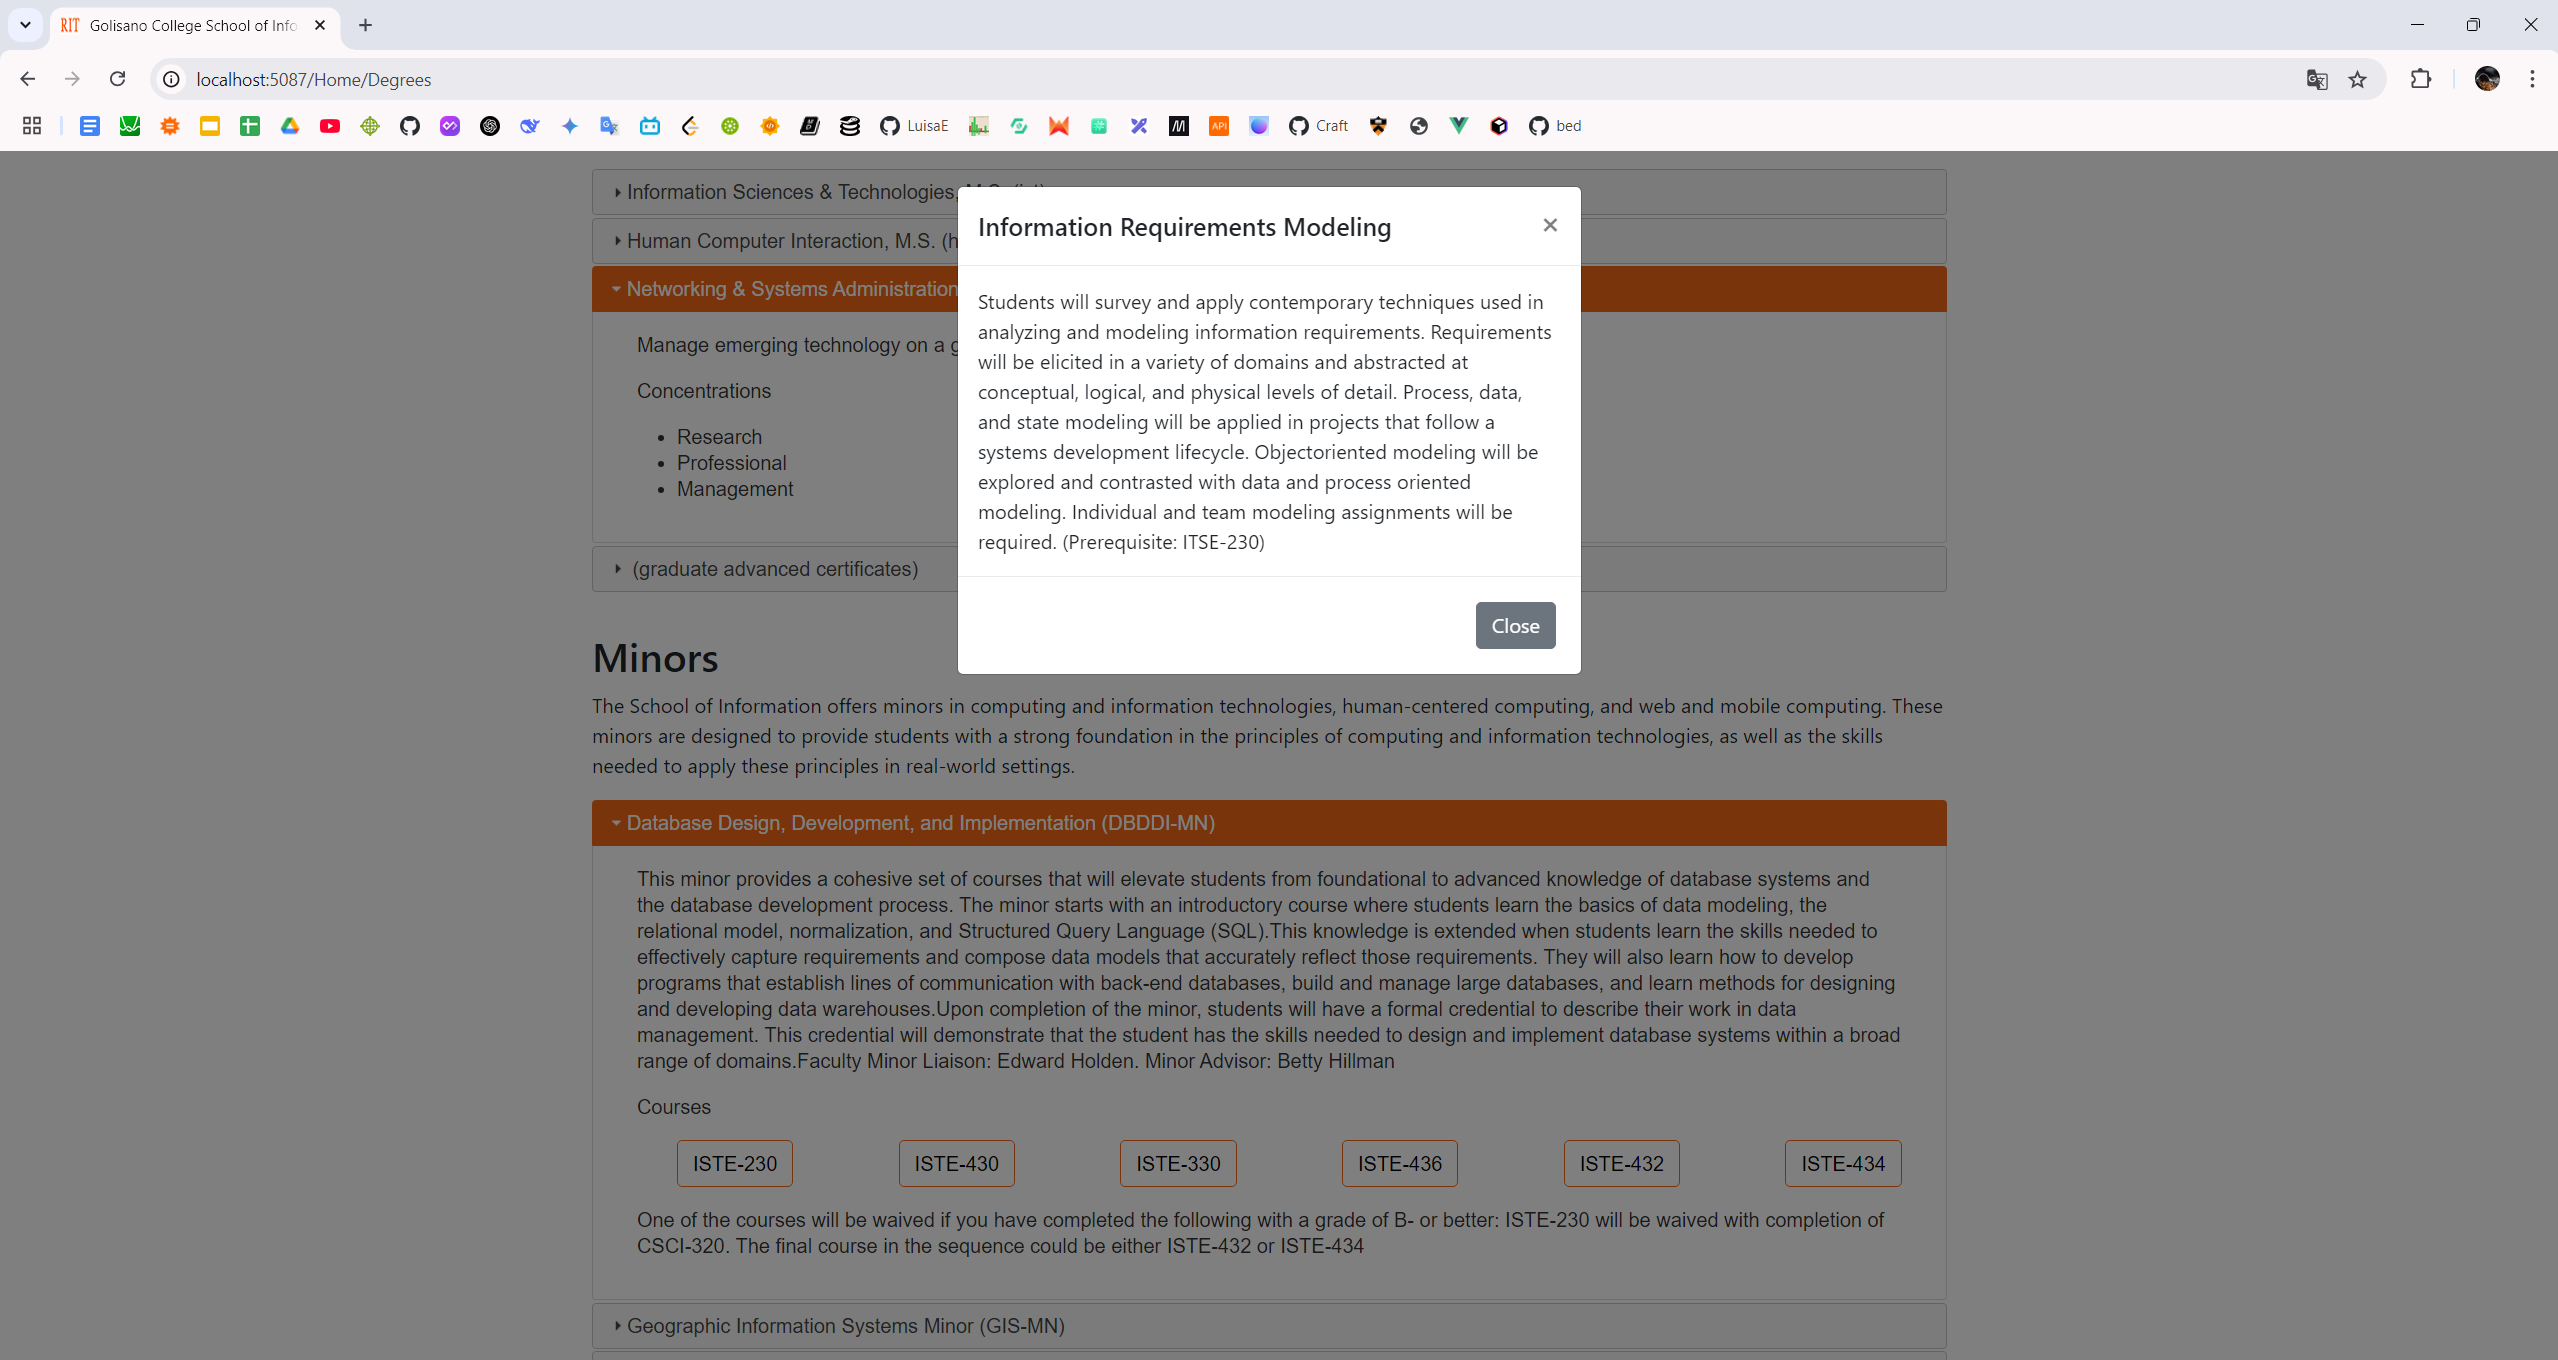 RIT Golisano College School of Info
localhost:5087/Home/Degrees
LuisaE
API
Craft
bed
Information Sciences & Technologies,
Human Computer Interaction, M.S. (h
Networking & Systems Administration
Manage emerging technology on a g
Concentrations
Research
Professional
Management
(graduate advanced certificates)
Information Requirements Modeling
Students will survey and apply contemporary techniques used in
analyzing and modeling information requirements. Requirements
will be elicited in a variety of domains and abstracted at
conceptual, logical, and physical levels of detail. Process, data,
and state modeling will be applied in projects that follow a
systems development lifecycle. Objectoriented modeling will be
explored and contrasted with data and process oriented
modeling. Individual and team modeling assignments will be
required. (Prerequisite: ITSE-230)
Close
Minors
The School of Information offers minors in computing and information technologies, human-centered computing, and web and mobile computing. These
minors are designed to provide students with a strong foundation in the principles of computing and information technologies, as well as the skills
needed to apply these principles in real-world settings.
Database Design, Development, and Implementation (DBDDI-MN)
This minor provides a cohesive set of courses that will elevate students from foundational to advanced knowledge of database systems and
the database development process. The minor starts with an introductory course where students learn the basics of data modeling, the
relational model, normalization, and Structured Query Language (SQL).This knowledge is extended when students learn the skills needed to
effectively capture requirements and compose data models that accurately reflect those requirements. They will also learn how to develop
programs that establish lines of communication with back-end databases, build and manage large databases, and learn methods for designing
and developing data warehouses.Upon completion of the minor, students will have a formal credential to describe their work in data
management. This credential will demonstrate that the student has the skills needed to design and implement database systems within a broad
range of domains.Faculty Minor Liaison: Edward Holden. Minor Advisor: Betty Hillman
Courses
ISTE-230 ISTE-430 ISTE-330 ISTE-436 ISTE-432 ISTE-434
One of the courses will be waived if you have completed the following with a grade of B- or better: ISTE-230 will be waived with completion of
CSCI-320. The final course in the sequence could be either ISTE-432 or ISTE-434
Geographic Information Systems Minor (GIS-MN)